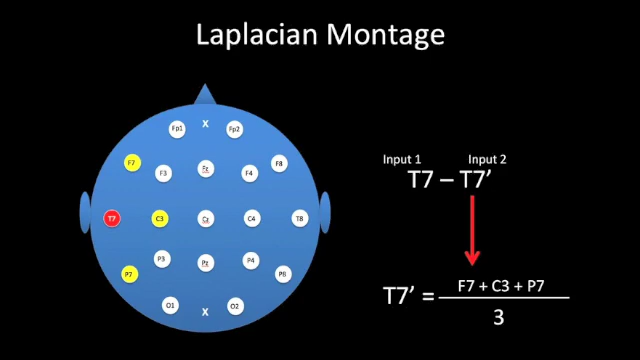 Laplacian Montage
x
Fp1 Fp2
F7 F3 Fz F4 F8
Input 1 Input 2
T7 – T7’
T7 C3 Cz C4 T8
P3 Pz P4
P7 P8
T7’ = F7 + C3 + P7
3
O1 x O2